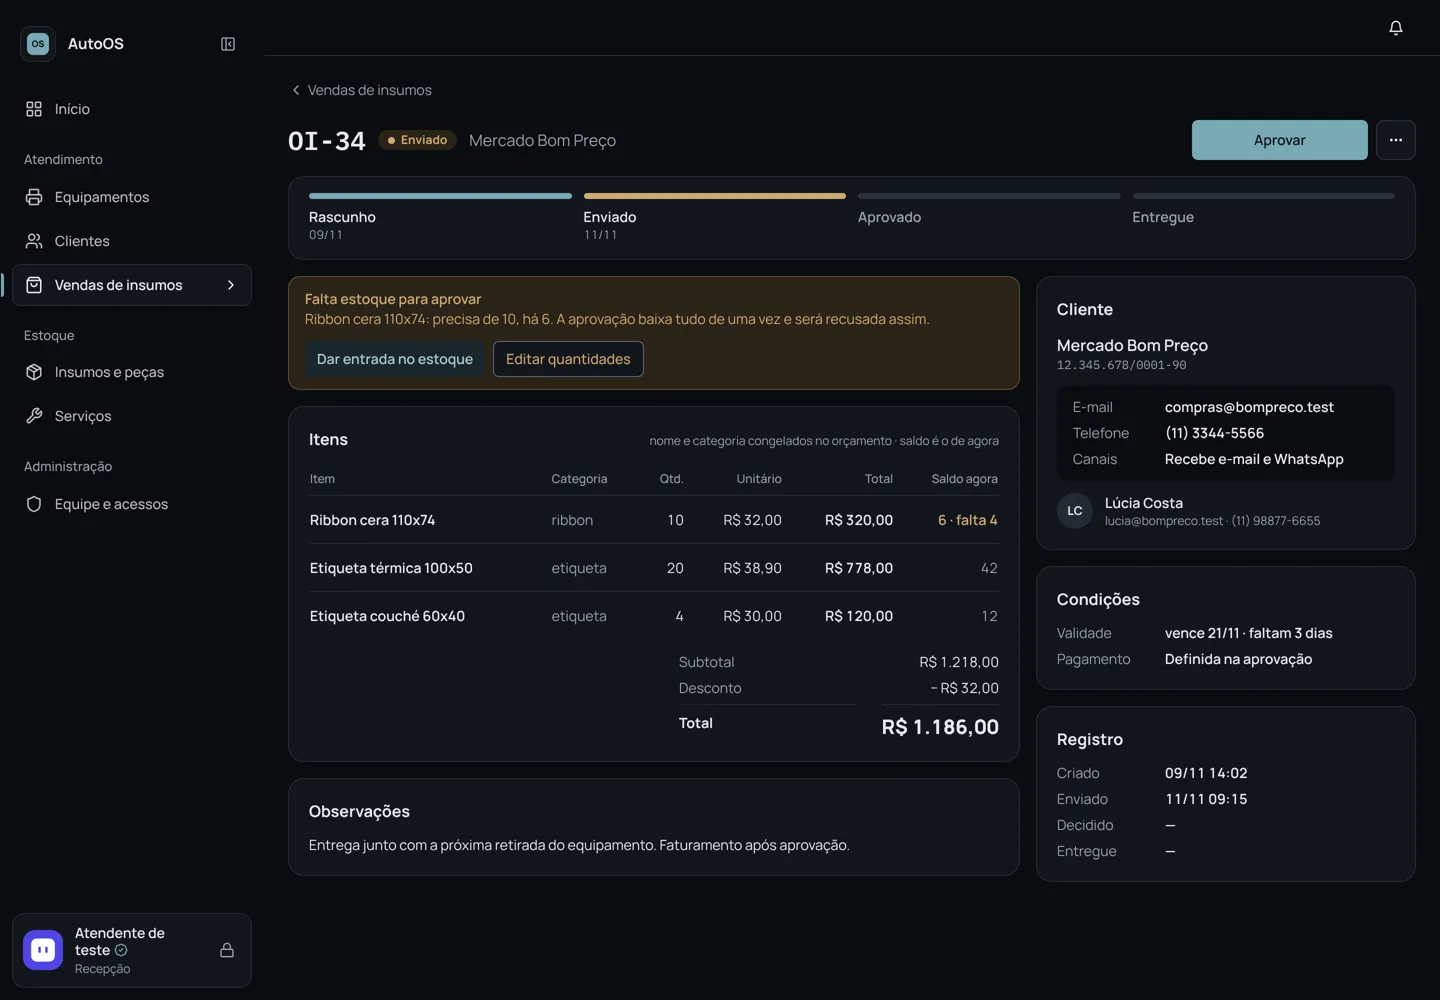 OS
AutoOS
Início
Atendimento
Equipamentos
Clientes
Vendas de insumos
Estoque
Insumos e peças
Serviços
Administração
Equipe e acessos
Atendente de
teste
Recepção
Vendas de insumos
OI-34
Enviado
Mercado Bom Preço
Aprovar
Rascunho
09/11
Enviado
11/11
Aprovado
Entregue
Falta estoque para aprovar
Ribbon cera 110x74: precisa de 10, há 6. A aprovação baixa tudo de uma vez e será recusada assim.
Dar entrada no estoque
Editar quantidades
Itens
nome e categoria congelados no orçamento · saldo é o de agora
Item Categoria Qtd. Unitário Total Saldo agora
Ribbon cera 110x74 ribbon 10 R$ 32,00 R$ 320,00 6 · falta 4
Etiqueta térmica 100x50 etiqueta 20 R$ 38,90 R$ 778,00 42
Etiqueta couché 60x40 etiqueta 4 R$ 30,00 R$ 120,00 12
Subtotal R$ 1.218,00
Desconto − R$ 32,00
Total R$ 1.186,00
Observações
Entrega junto com a próxima retirada do equipamento. Faturamento após aprovação.
Cliente
Mercado Bom Preço
12.345.678/0001-90
E-mail compras@bompreco.test
Telefone (11) 3344-5566
Canais Recebe e-mail e WhatsApp
LC
Lúcia Costa
lucia@bompreco.test · (11) 98877-6655
Condições
Validade vence 21/11 · faltam 3 dias
Pagamento Definida na aprovação
Registro
Criado 09/11 14:02
Enviado 11/11 09:15
Decidido —
Entregue —